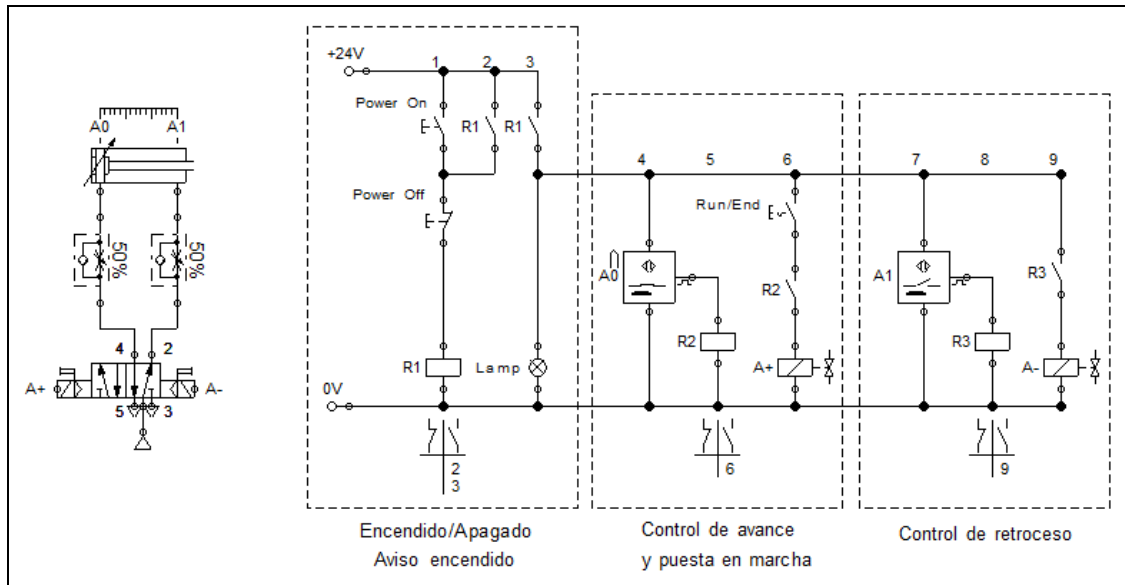 A0 A1
50% 50%
4 2
A+ A-
5 3
+24V
1 2 3
Power On
R1 R1
Power Off
R1
Lamp
0V
2
3
Encendido/Apagado
Aviso encendido
4 5 6
Run/End
A0
R2
R2
A+
6
Control de avance
y puesta en marcha
7 8 9
A1
R3
R3
A-
9
Control de retroceso